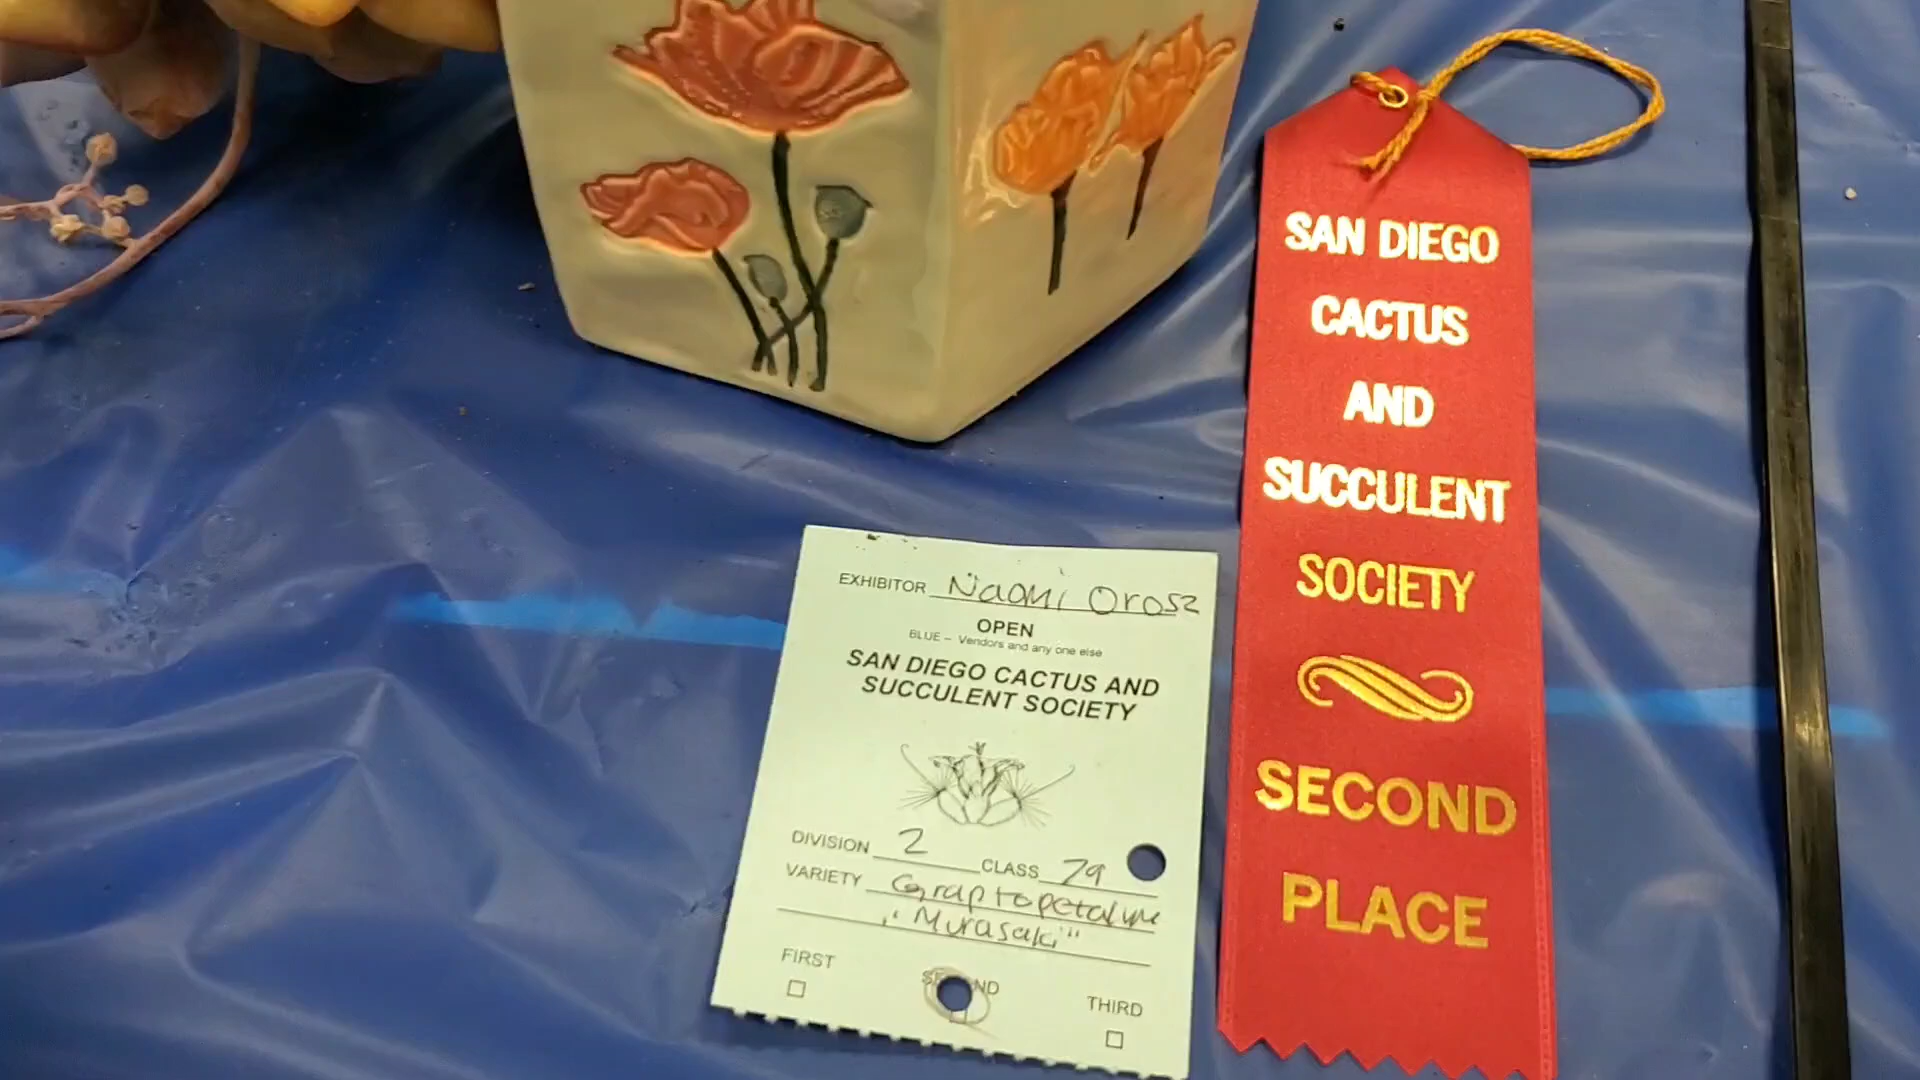 EXHIBITOR Naomi Orosz
OPEN
BLUE – Vendors and any one else
SAN DIEGO CACTUS AND
SUCCULENT SOCIETY
DIVISION 2 CLASS 79
VARIETY Graptopetalum
"Murasaki"
FIRST
SECOND
THIRD
SAN DIEGO
CACTUS
AND
SUCCULENT
SOCIETY
SECOND
PLACE